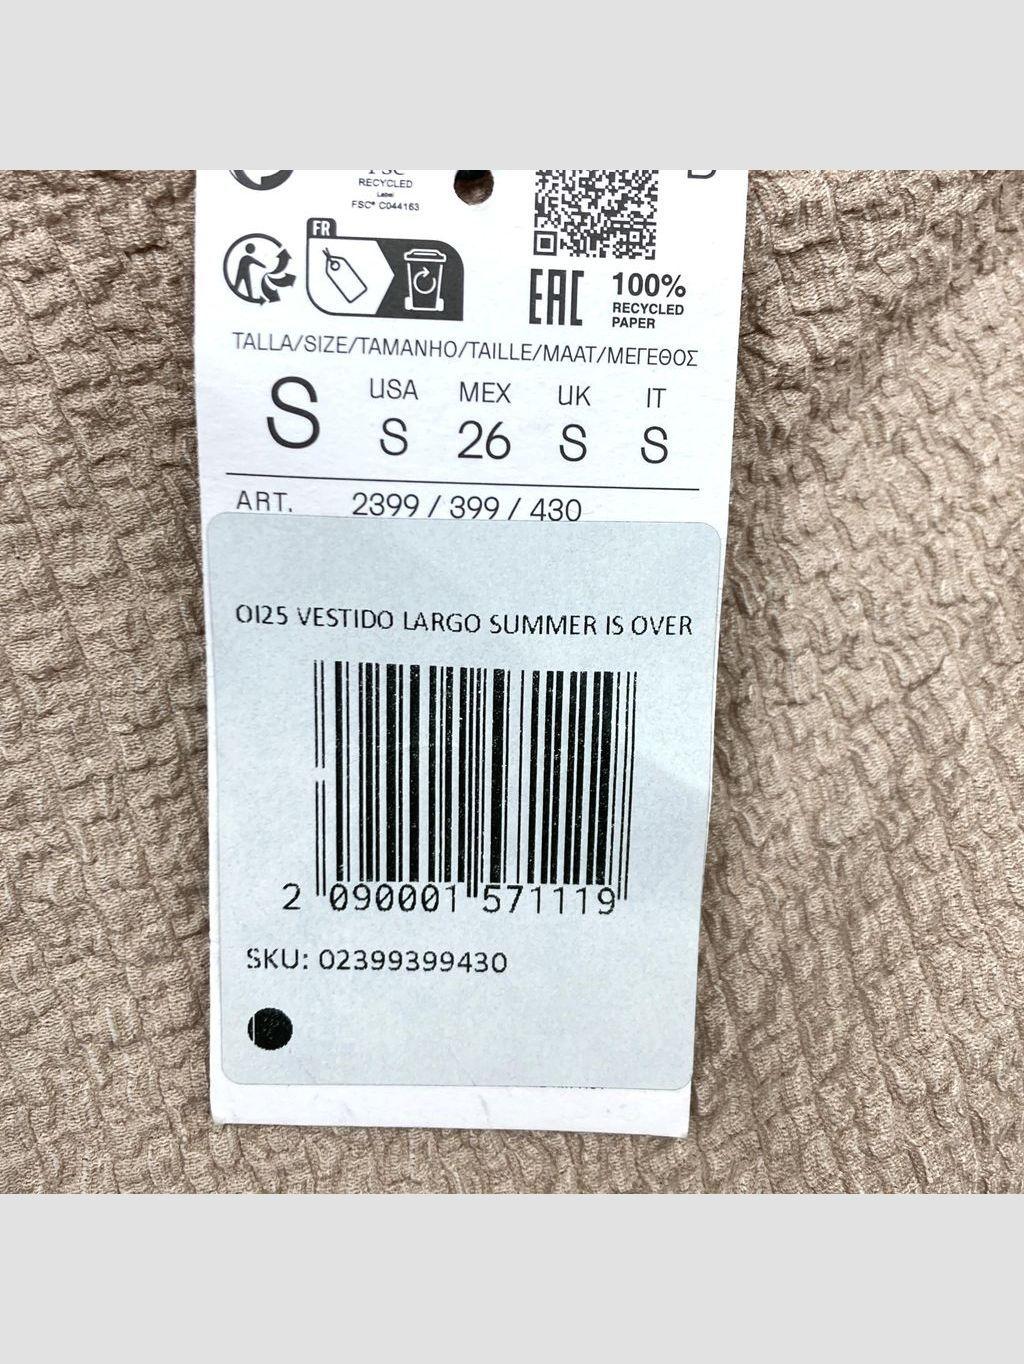 RECYCLED
Label
FSC® C044163
FR
EAC
100%
RECYCLED
PAPER
TALLA/SIZE/TAMANHO/TAILLE/MAAT/ΜΕΓΕΘΟΣ
S
USA
MEX
UK
IT
S
26
S
S
ART. 2399 / 399 / 430
OI25 VESTIDO LARGO SUMMER IS OVER
2 090001 571119
SKU: 02399399430